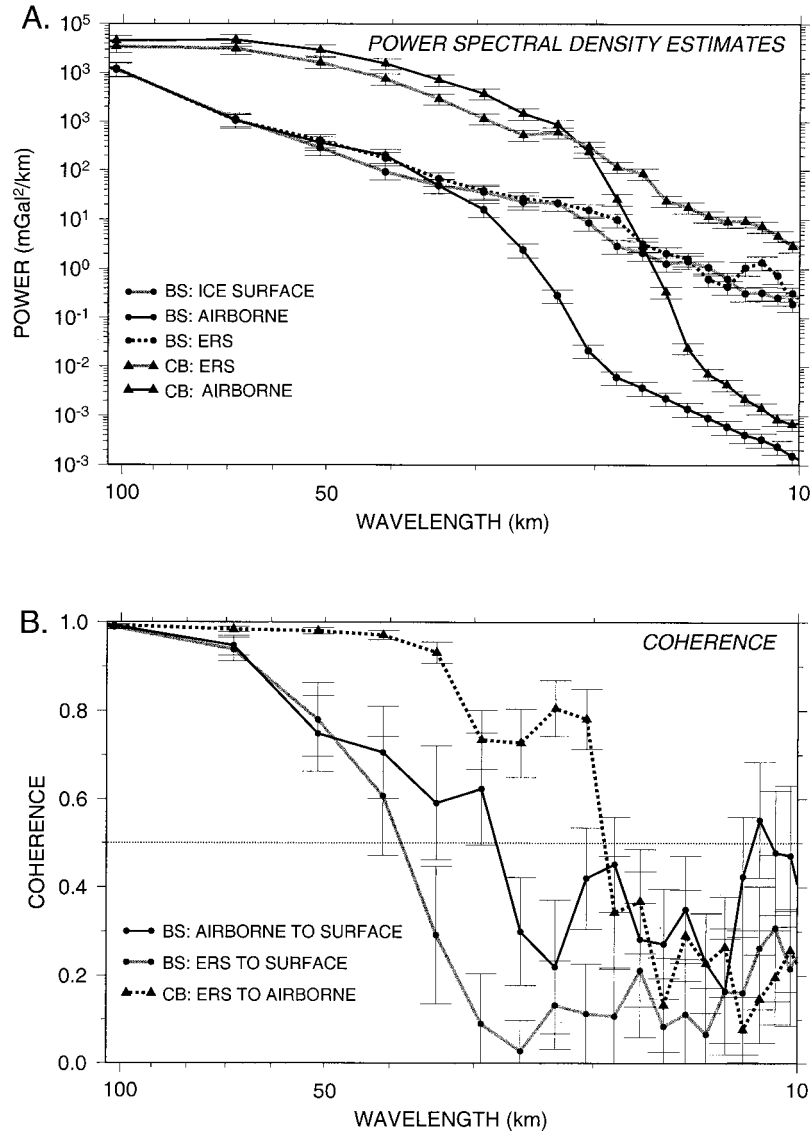 A.
POWER SPECTRAL DENSITY ESTIMATES
10⁵
10⁴
10³
10²
10¹
10⁰
10⁻¹
10⁻²
10⁻³
10⁻³
POWER (mGal²/km)
BS: ICE SURFACE
BS: AIRBORNE
BS: ERS
CB: ERS
CB: AIRBORNE
100
50
10
WAVELENGTH (km)
B.
COHERENCE
1.0
0.8
0.6
0.4
0.2
0.0
COHERENCE
BS: AIRBORNE TO SURFACE
BS: ERS TO SURFACE
CB: ERS TO AIRBORNE
100
50
10
WAVELENGTH (km)